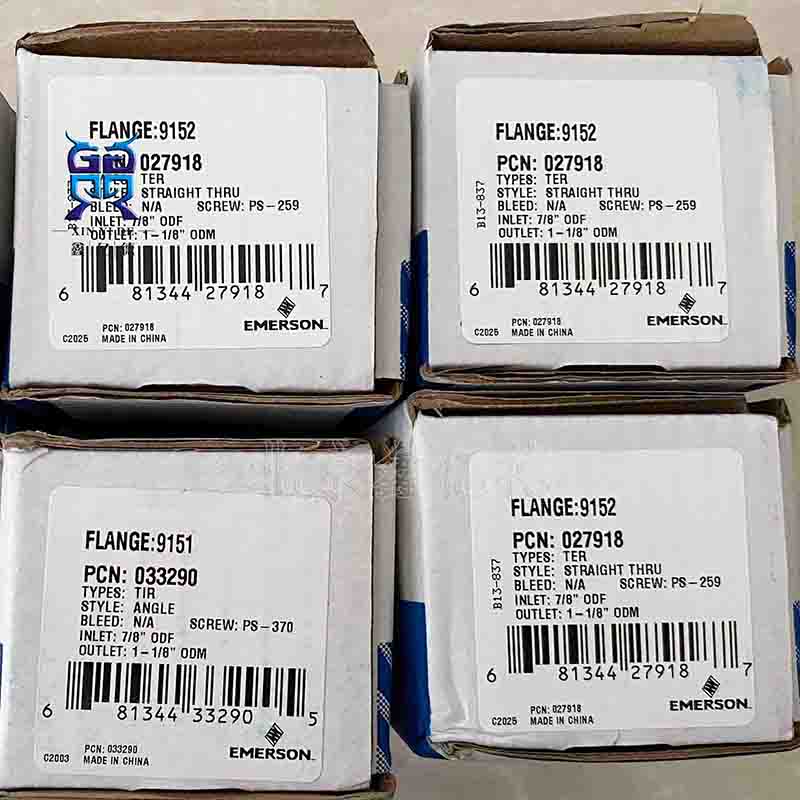 FLANGE:9152
PCN: 027918
TYPES: TER
STYLE: STRAIGHT THRU
BLEED: N/A SCREW: PS-259
INLET: 7/8" ODF
OUTLET: 1-1/8" ODM
6 81344 27918 7
PCN: 027918
C2025 MADE IN CHINA
EMERSON
FLANGE:9152
PCN: 027918
TYPES: TER
STYLE: STRAIGHT THRU
BLEED: N/A SCREW: PS-259
INLET: 7/8" ODF
OUTLET: 1-1/8" ODM
B13-837
6 81344 27918 7
PCN: 027918
C2025 MADE IN CHINA
EMERSON
FLANGE:9151
PCN: 033290
TYPES: TIR
STYLE: ANGLE
BLEED: N/A SCREW: PS-370
INLET: 7/8" ODF
OUTLET: 1-1/8" ODM
6 81344 33290 5
PCN: 033290
C2003 MADE IN CHINA
EMERSON
FLANGE:9152
PCN: 027918
TYPES: TER
STYLE: STRAIGHT THRU
BLEED: N/A SCREW: PS-259
INLET: 7/8" ODF
OUTLET: 1-1/8" ODM
B13-837
6 81344 27918 7
PCN: 027918
C2025 MADE IN CHINA
EMERSON